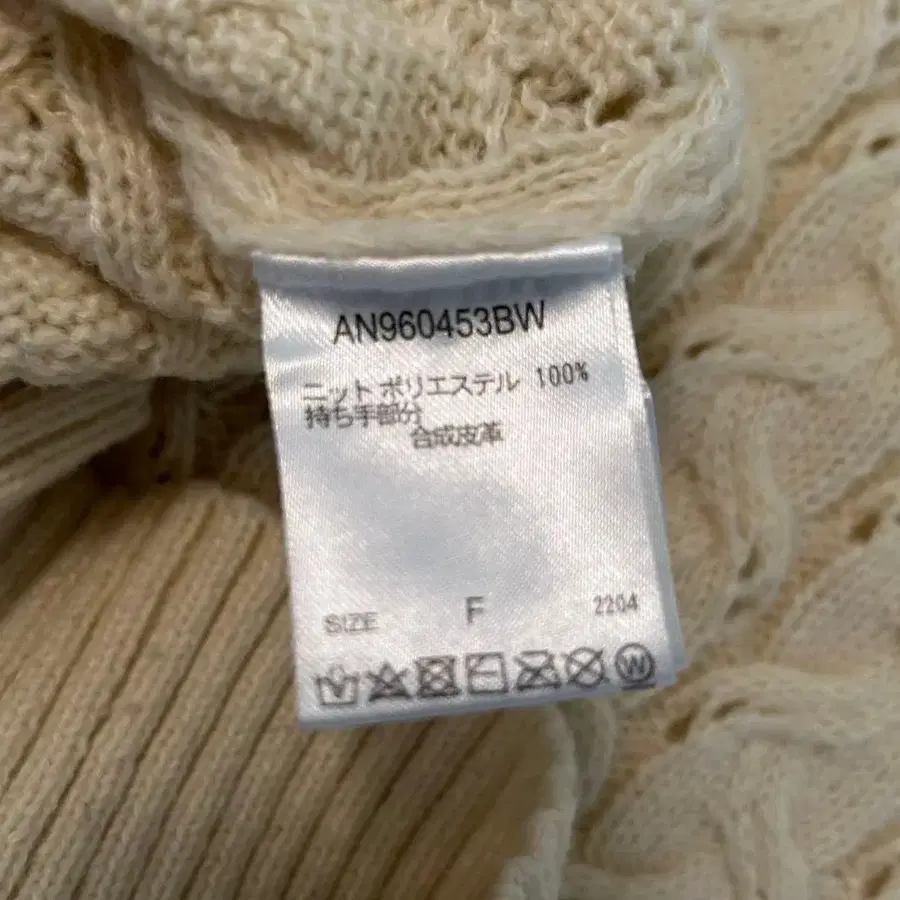 AN960453BW
ニット ポリエステル 100%
持ち手部分
合成皮革
SIZE F 2204
W